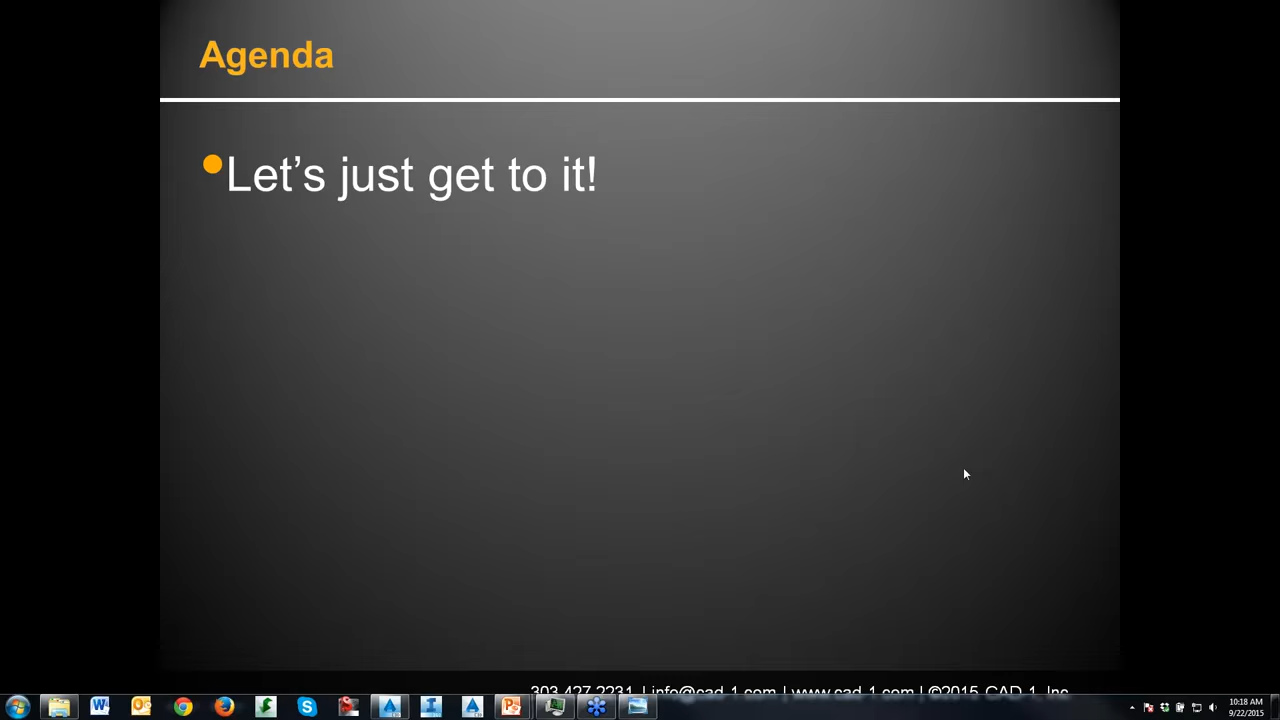 Agenda
•Let’s just get to it!
303.427.2231 | info@cad-1.com | www.cad-1.com | ©2015 CAD-1, Inc.
10:18 AM
9/22/2015